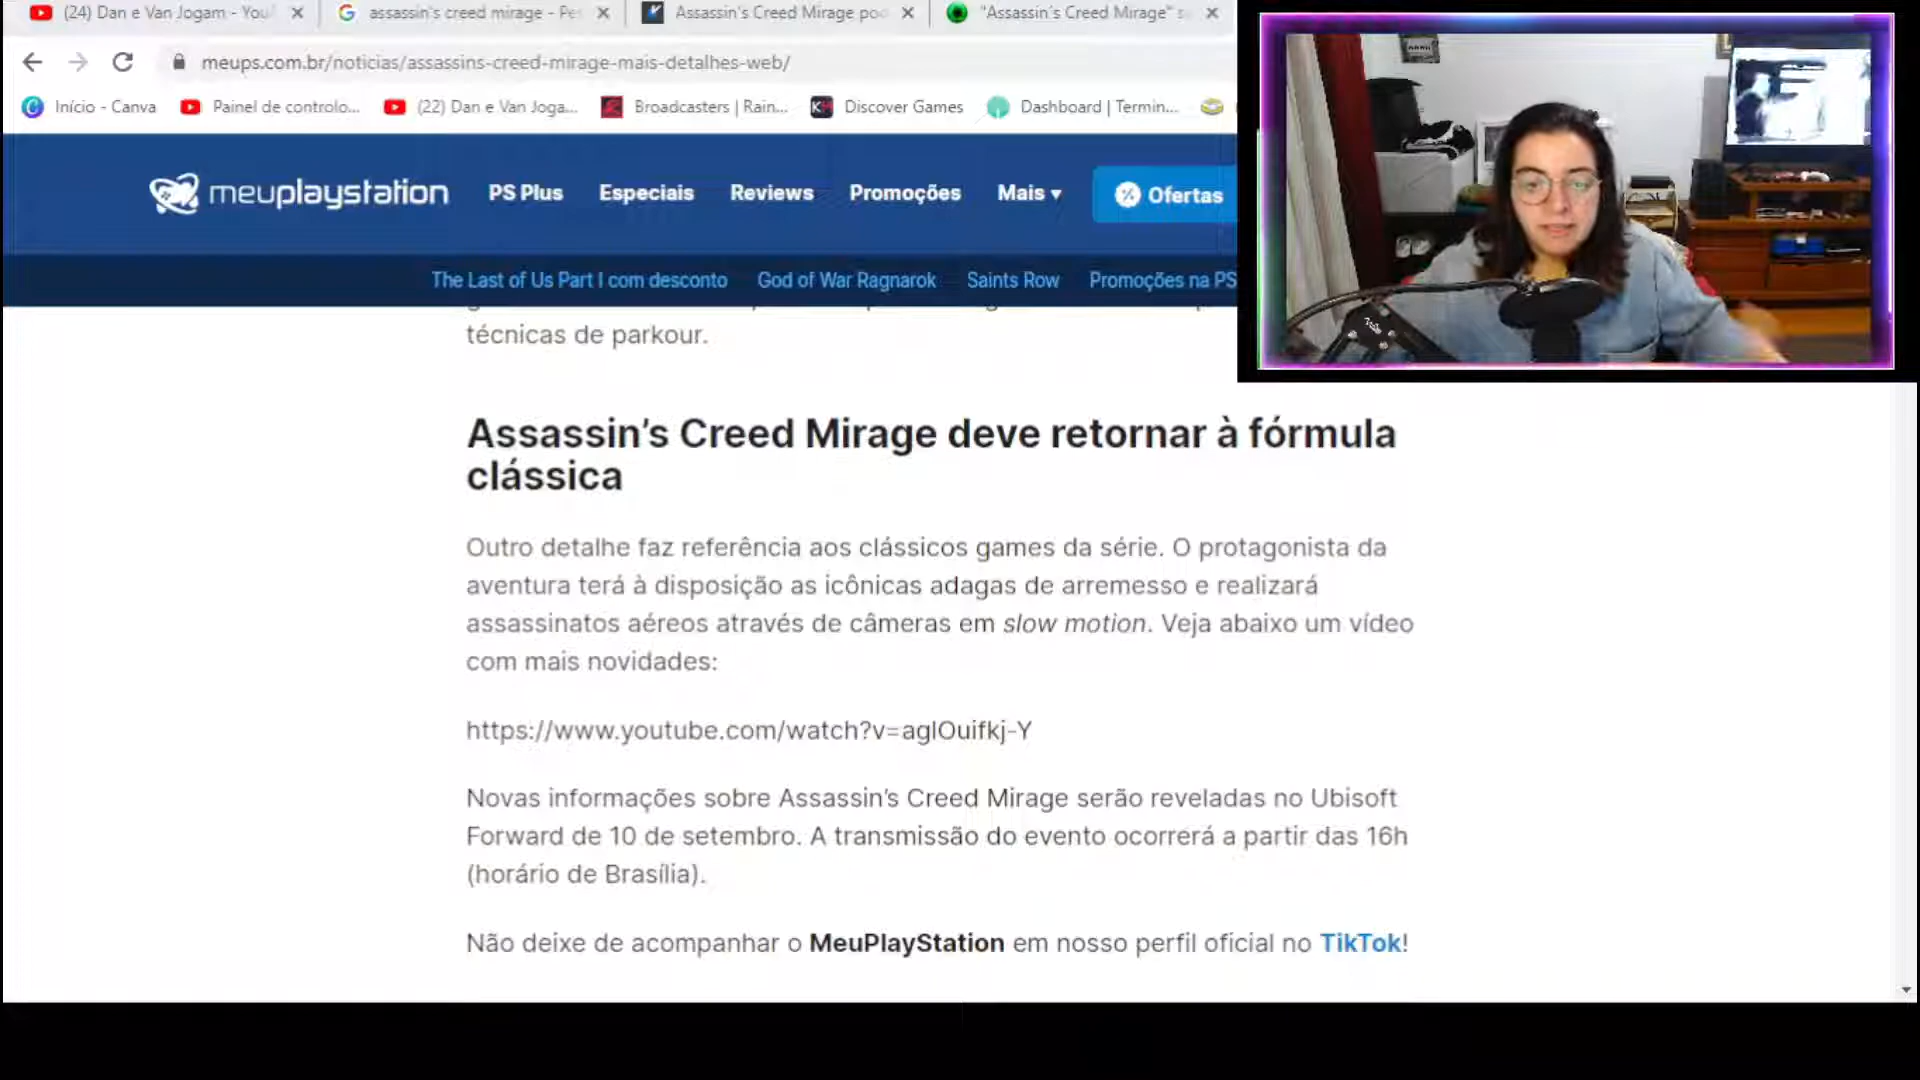 (24) Dan e Van Jogam - You
assassin's creed mirage - Pes
Assassin's Creed Mirage pod
"Assassin's Creed Mirage" s
meups.com.br/noticias/assassins-creed-mirage-mais-detalhes-web/
Início - Canva
Painel de controlo...
(22) Dan e Van Joga...
Broadcasters | Rain...
Discover Games
Dashboard | Termin...
meuplaystation
PS Plus
Especiais
Reviews
Promoções
Mais
Ofertas
The Last of Us Part I com desconto
God of War Ragnarok
Saints Row
Promoções na PS
técnicas de parkour.
Assassin’s Creed Mirage deve retornar à fórmula
clássica
Outro detalhe faz referência aos clássicos games da série. O protagonista da
aventura terá à disposição as icônicas adagas de arremesso e realizará
assassinatos aéreos através de câmeras em slow motion. Veja abaixo um vídeo
com mais novidades:
https://www.youtube.com/watch?v=aglOuifkj-Y
Novas informações sobre Assassin’s Creed Mirage serão reveladas no Ubisoft
Forward de 10 de setembro. A transmissão do evento ocorrerá a partir das 16h
(horário de Brasília).
Não deixe de acompanhar o MeuPlayStation em nosso perfil oficial no TikTok!